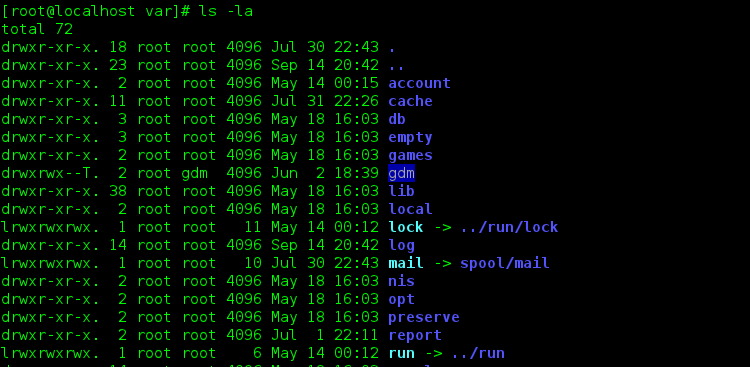 [root@localhost var]# ls -la
total 72
drwxr-xr-x. 18 root root 4096 Jul 30 22:43 .
drwxr-xr-x. 23 root root 4096 Sep 14 20:42 ..
drwxr-xr-x.  2 root root 4096 May 14 00:15 account
drwxr-xr-x. 11 root root 4096 Jul 31 22:26 cache
drwxr-xr-x.  3 root root 4096 May 18 16:03 db
drwxr-xr-x.  3 root root 4096 May 18 16:03 empty
drwxr-xr-x.  2 root root 4096 May 18 16:03 games
drwxrwx--T.  2 root gdm  4096 Jun  2 18:39 gdm
drwxr-xr-x. 38 root root 4096 May 18 16:03 lib
drwxr-xr-x.  2 root root 4096 May 18 16:03 local
lrwxrwxrwx.  1 root root   11 May 14 00:12 lock -> ../run/lock
drwxr-xr-x. 14 root root 4096 Sep 14 20:42 log
lrwxrwxrwx.  1 root root   10 Jul 30 22:43 mail -> spool/mail
drwxr-xr-x.  2 root root 4096 May 18 16:03 nis
drwxr-xr-x.  2 root root 4096 May 18 16:03 opt
drwxr-xr-x.  2 root root 4096 May 18 16:03 preserve
drwxr-xr-x.  2 root root 4096 Jul  1 22:11 report
lrwxrwxrwx.  1 root root    6 May 14 00:12 run -> ../run